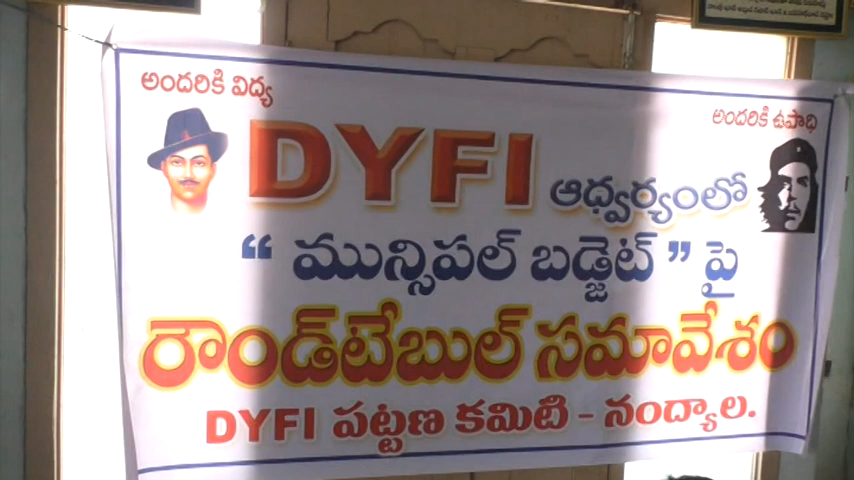 అందరికి విద్య
అందరికి ఉపాధి
DYFI ఆధ్వర్యంలో
“ మున్సిపల్ బడ్జెట్ ” పై
రౌండ్‌టేబుల్ సమావేశం
DYFI పట్టణ కమిటి - నంద్యాల.